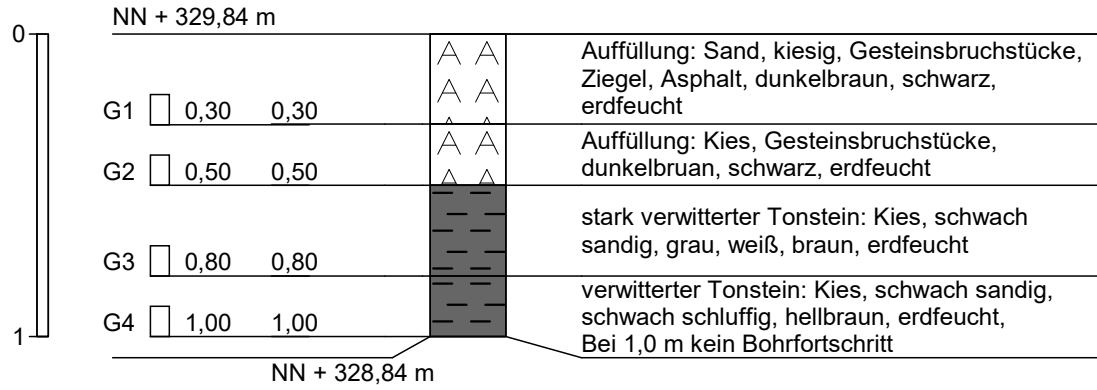 NN + 329,84 m
0
Auffüllung: Sand, kiesig, Gesteinsbruchstücke,
Ziegel, Asphalt, dunkelbraun, schwarz,
erdfeucht
G1 0,30 0,30
Auffüllung: Kies, Gesteinsbruchstücke,
dunkelbruan, schwarz, erdfeucht
G2 0,50 0,50
stark verwitterter Tonstein: Kies, schwach
sandig, grau, weiß, braun, erdfeucht
G3 0,80 0,80
verwitterter Tonstein: Kies, schwach sandig,
schwach schluffig, hellbraun, erdfeucht,
Bei 1,0 m kein Bohrfortschritt
G4 1,00 1,00
1
NN + 328,84 m